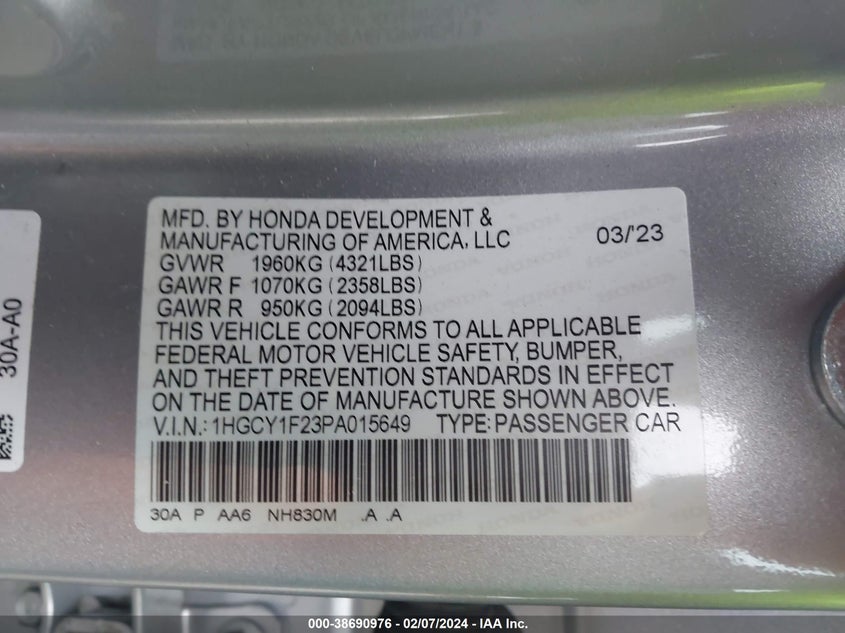 MFD. BY HONDA DEVELOPMENT &
MANUFACTURING OF AMERICA, LLC 03/'23
GVWR 1960KG (4321LBS)
GAWR F 1070KG (2358LBS)
GAWR R 950KG (2094LBS)
THIS VEHICLE CONFORMS TO ALL APPLICABLE
FEDERAL MOTOR VEHICLE SAFETY, BUMPER,
AND THEFT PREVENTION STANDARDS IN EFFECT
ON THE DATE OF MANUFACTURE SHOWN ABOVE.
V.I.N.: 1HGCY1F23PA015649 TYPE: PASSENGER CAR
30A P AA6 NH830M .A .A
30A-A0
000-38690976 - 02/07/2024 - IAA Inc.